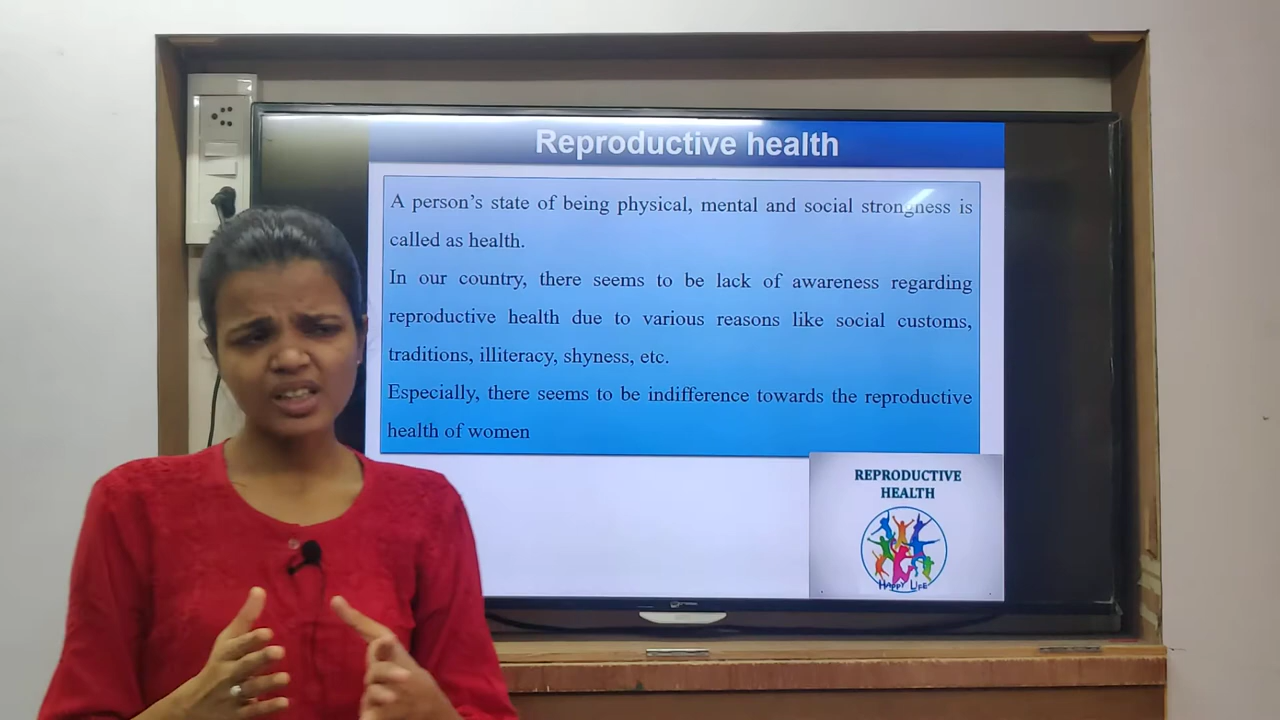 Reproductive health
A person's state of being physical, mental and social strongness is
called as health.
In our country, there seems to be lack of awareness regarding
reproductive health due to various reasons like social customs,
traditions, illiteracy, shyness, etc.
Especially, there seems to be indifference towards the reproductive
health of women
REPRODUCTIVE
HEALTH
HAPPY LIFE